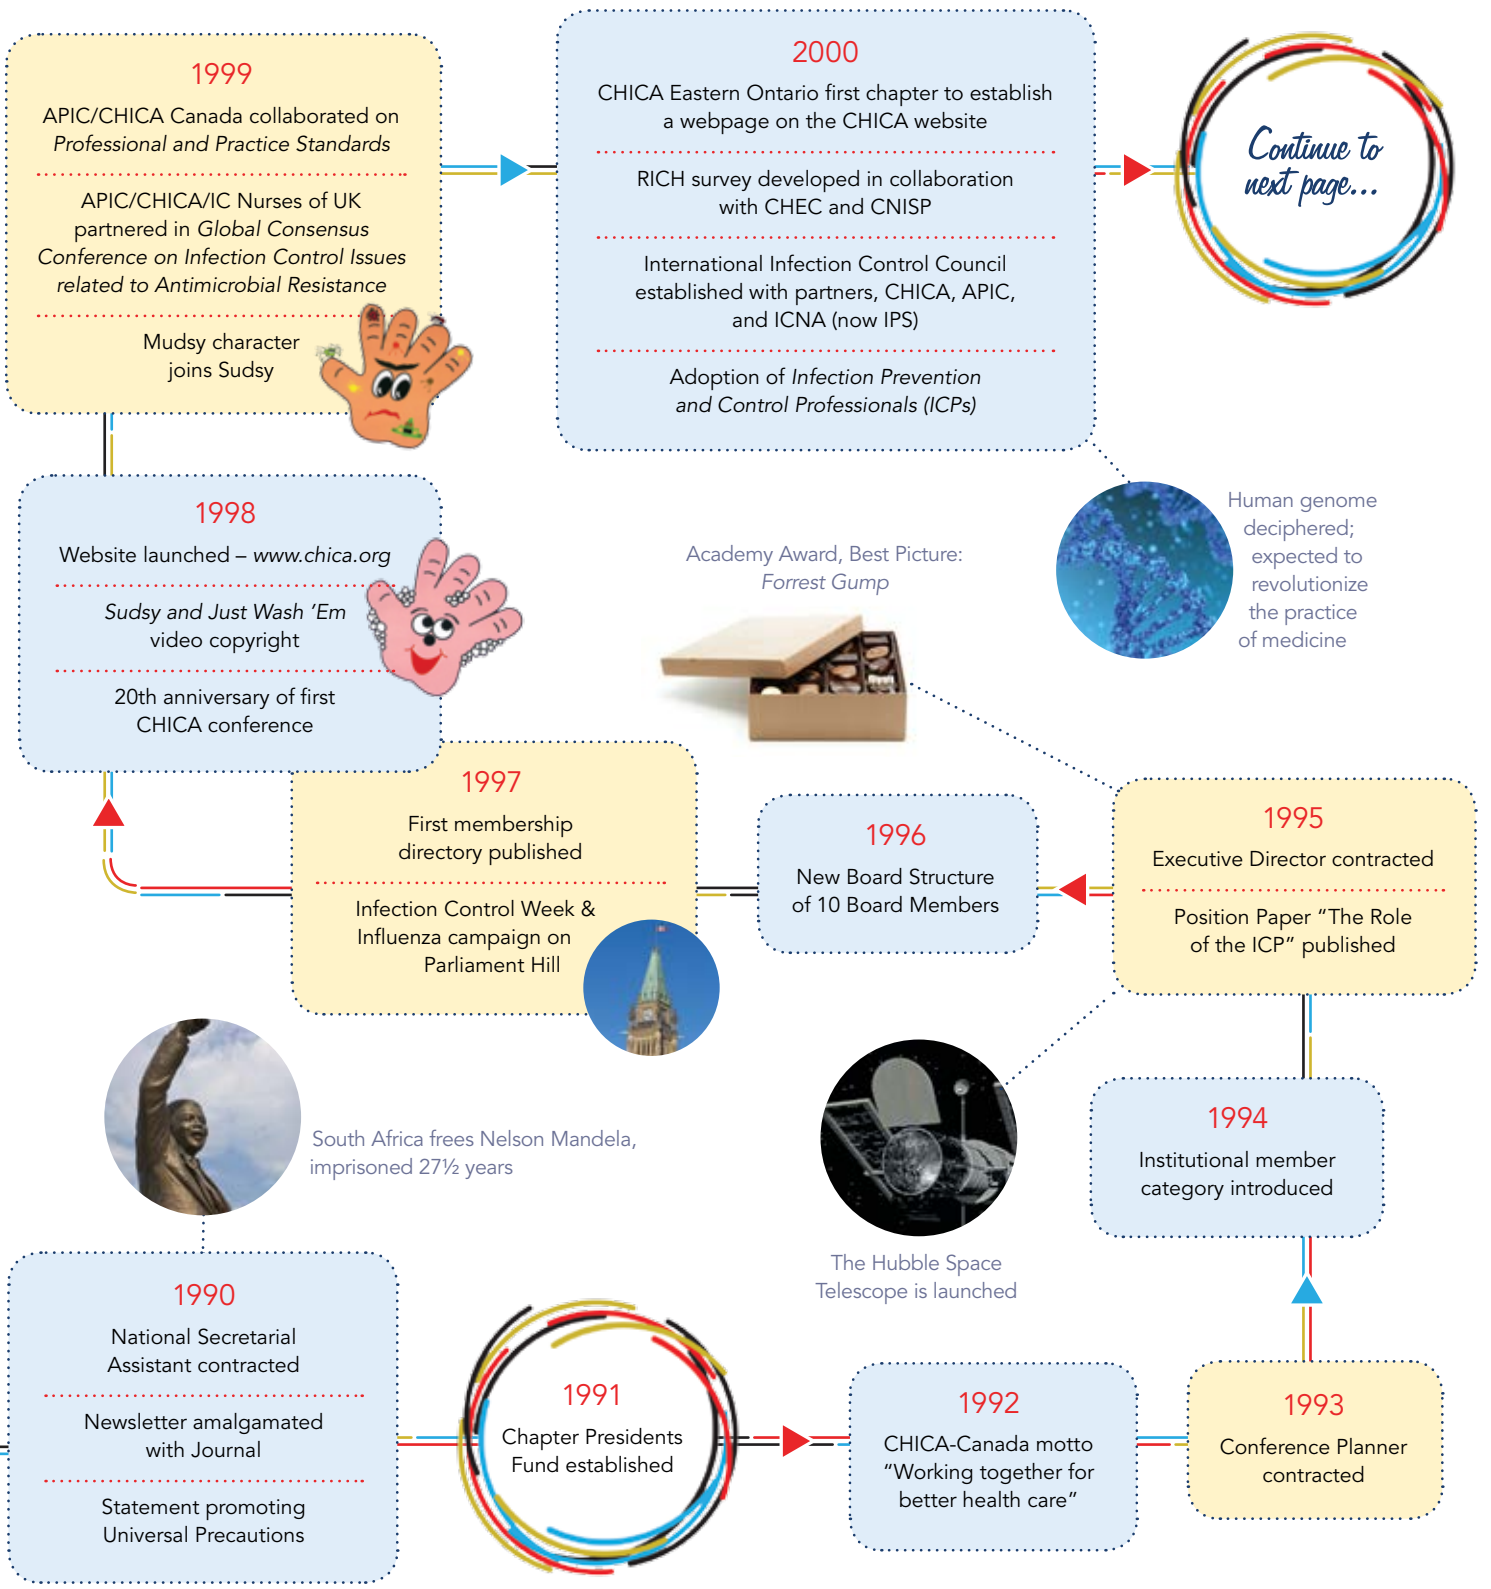 1999
APIC/CHICA Canada collaborated on
Professional and Practice Standards
APIC/CHICA/IC Nurses of UK
partnered in Global Consensus
Conference on Infection Control Issues
related to Antimicrobial Resistance
Mudsy character
joins Sudsy
2000
CHICA Eastern Ontario first chapter to establish
a webpage on the CHICA website
RICH survey developed in collaboration
with CHEC and CNISP
International Infection Control Council
established with partners, CHICA, APIC,
and ICNA (now IPS)
Adoption of Infection Prevention
and Control Professionals (ICPs)
Continue to
next page...
1998
Website launched – www.chica.org
Sudsy and Just Wash ’Em
video copyright
20th anniversary of first
CHICA conference
Academy Award, Best Picture:
Forrest Gump
Human genome
deciphered;
expected to
revolutionize
the practice
of medicine
1997
First membership
directory published
Infection Control Week &
Influenza campaign on
Parliament Hill
1996
New Board Structure
of 10 Board Members
1995
Executive Director contracted
Position Paper “The Role
of the ICP” published
South Africa frees Nelson Mandela,
imprisoned 27½ years
The Hubble Space
Telescope is launched
1994
Institutional member
category introduced
1990
National Secretarial
Assistant contracted
Newsletter amalgamated
with Journal
Statement promoting
Universal Precautions
1991
Chapter Presidents
Fund established
1992
CHICA-Canada motto
“Working together for
better health care”
1993
Conference Planner
contracted